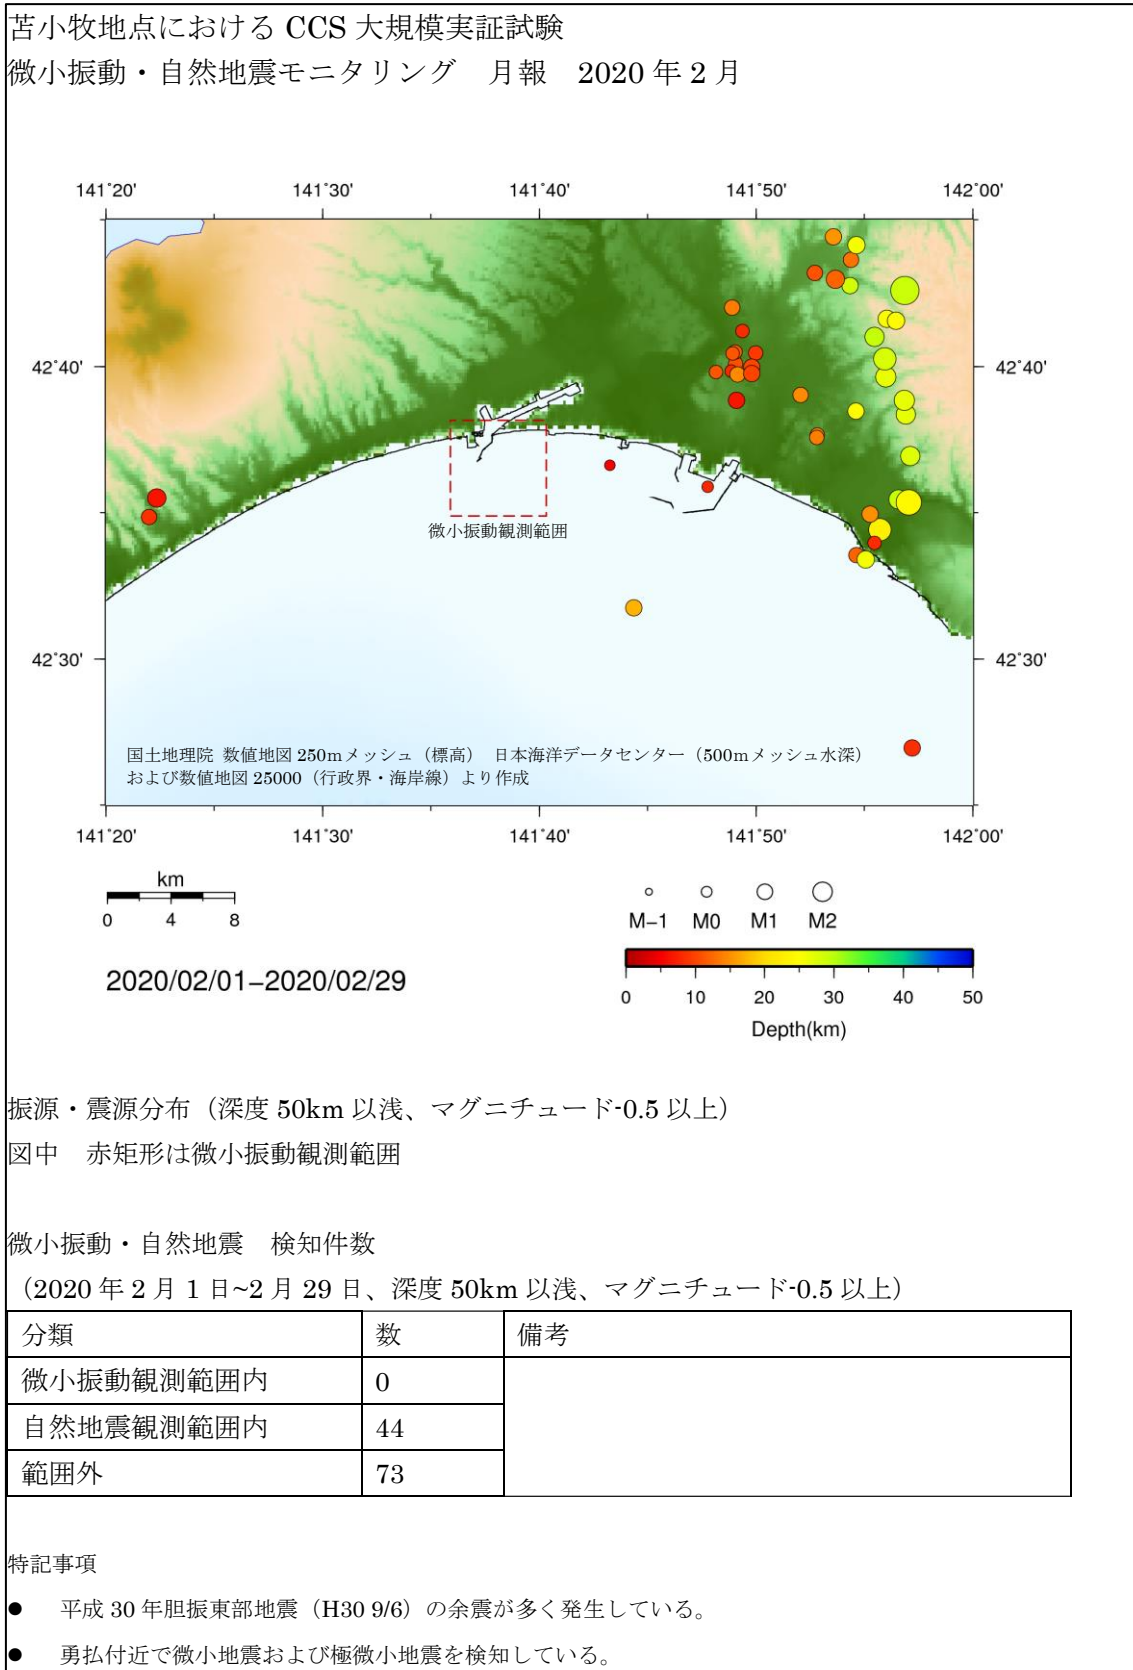 苫小牧地点における CCS 大規模実証試験
微小振動・自然地震モニタリング　月報　2020 年 2 月
141˚20' 141˚30' 141˚40' 141˚50' 142˚00'
42˚40' 42˚40'
微小振動観測範囲
42˚30' 42˚30'
国土地理院 数値地図 250mメッシュ（標高） 日本海洋データセンター（500mメッシュ水深）
および数値地図 25000（行政界・海岸線）より作成
141˚20' 141˚30' 141˚40' 141˚50' 142˚00'
km
0 4 8
M−1 M0 M1 M2
2020/02/01−2020/02/29
0 10 20 30 40 50
Depth(km)
振源・震源分布（深度 50km 以浅、マグニチュード-0.5 以上）
図中　赤矩形は微小振動観測範囲
微小振動・自然地震　検知件数
（2020 年 2 月 1 日~2 月 29 日、深度 50km 以浅、マグニチュード-0.5 以上）
分類 数 備考
微小振動観測範囲内 0
自然地震観測範囲内 44
範囲外 73
特記事項
● 平成 30 年胆振東部地震（H30 9/6）の余震が多く発生している。
● 勇払付近で微小地震および極微小地震を検知している。